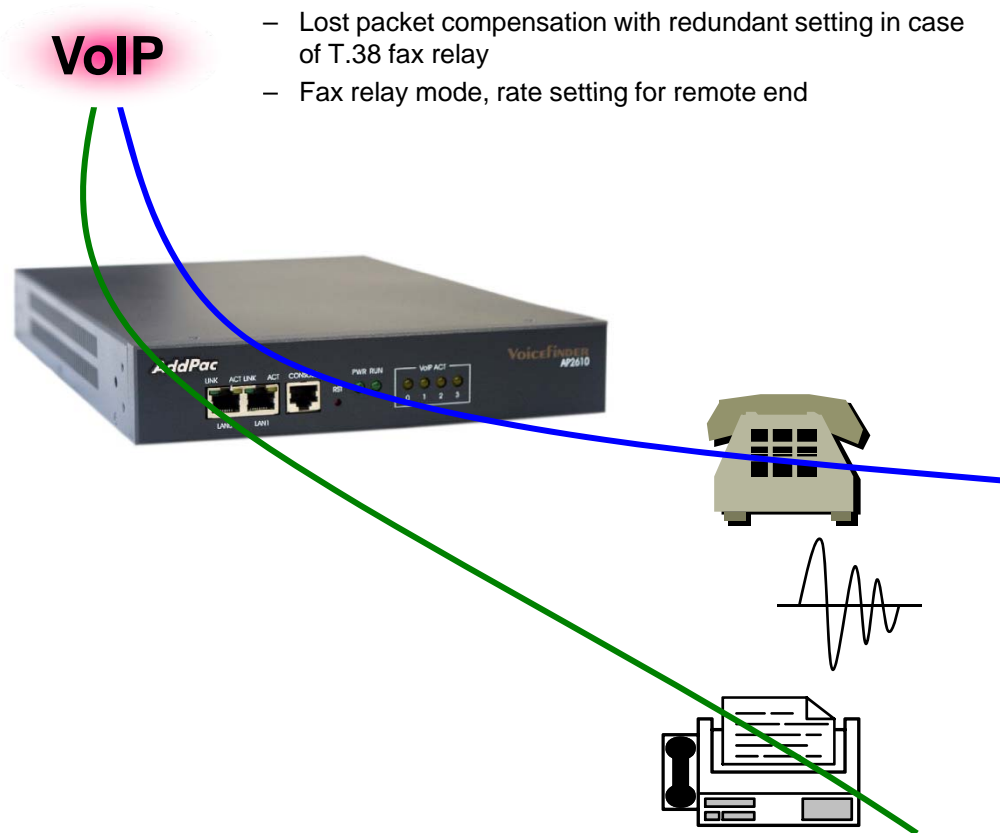 VoIP
– Lost packet compensation with redundant setting in case
of T.38 fax relay
– Fax relay mode, rate setting for remote end
AddPac
VoiceFinder
AP2610
LINK ACT LINK ACT
PWR RUN
VoIP ACT
0 1 2 3
LAN1